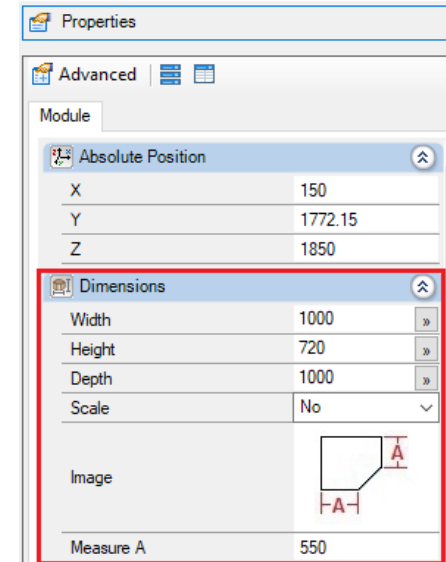 Properties
Advanced
Module
Absolute Position
X 150
Y 1772.15
Z 1850
Dimensions
Width 1000 »
Height 720 »
Depth 1000 »
Scale No
Image A
A
Measure A 550